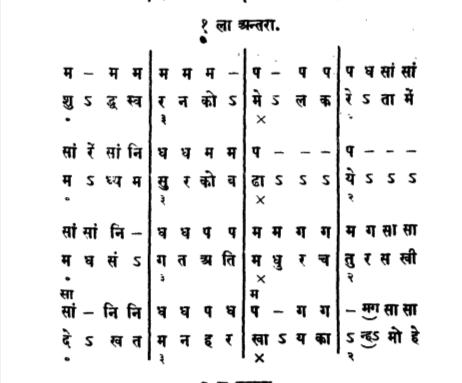 १ ला अन्तरा.
म – म म | म म म – | प – प प | प ध सां सां
शु ऽ द्ध स्व | र न को ऽ | मे ऽ ल क | रे ऽ ता में
० ३ × २
सां रें सां नि | ध ध म म | प – – – | प – – –
म ऽ ध्य म | सु र को ब | ढा ऽ ऽ ऽ | ये ऽ ऽ ऽ
० ३ × २
सां सां नि – | ध ध प प | म म ग ग | म ग सा सा
म ध सं ऽ | ग त अ ति | म धु र च | तु र स खी
० ३ × २
सा म
सां – नि नि | ध ध प ध | प – ग ग | – मग सा सा
दे ऽ ख त | म न ह र | खा ऽ य का | ऽ न्हऽ मो हे
० ३ × २